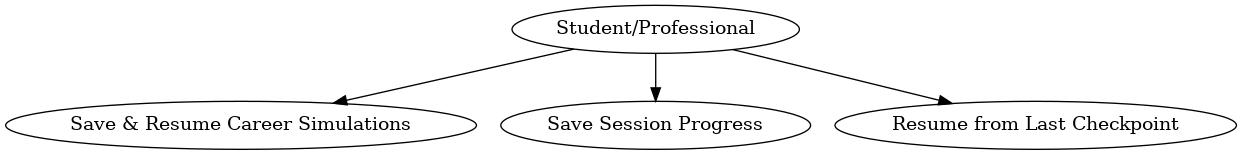 Student/Professional
Save & Resume Career Simulations
Save Session Progress
Resume from Last Checkpoint